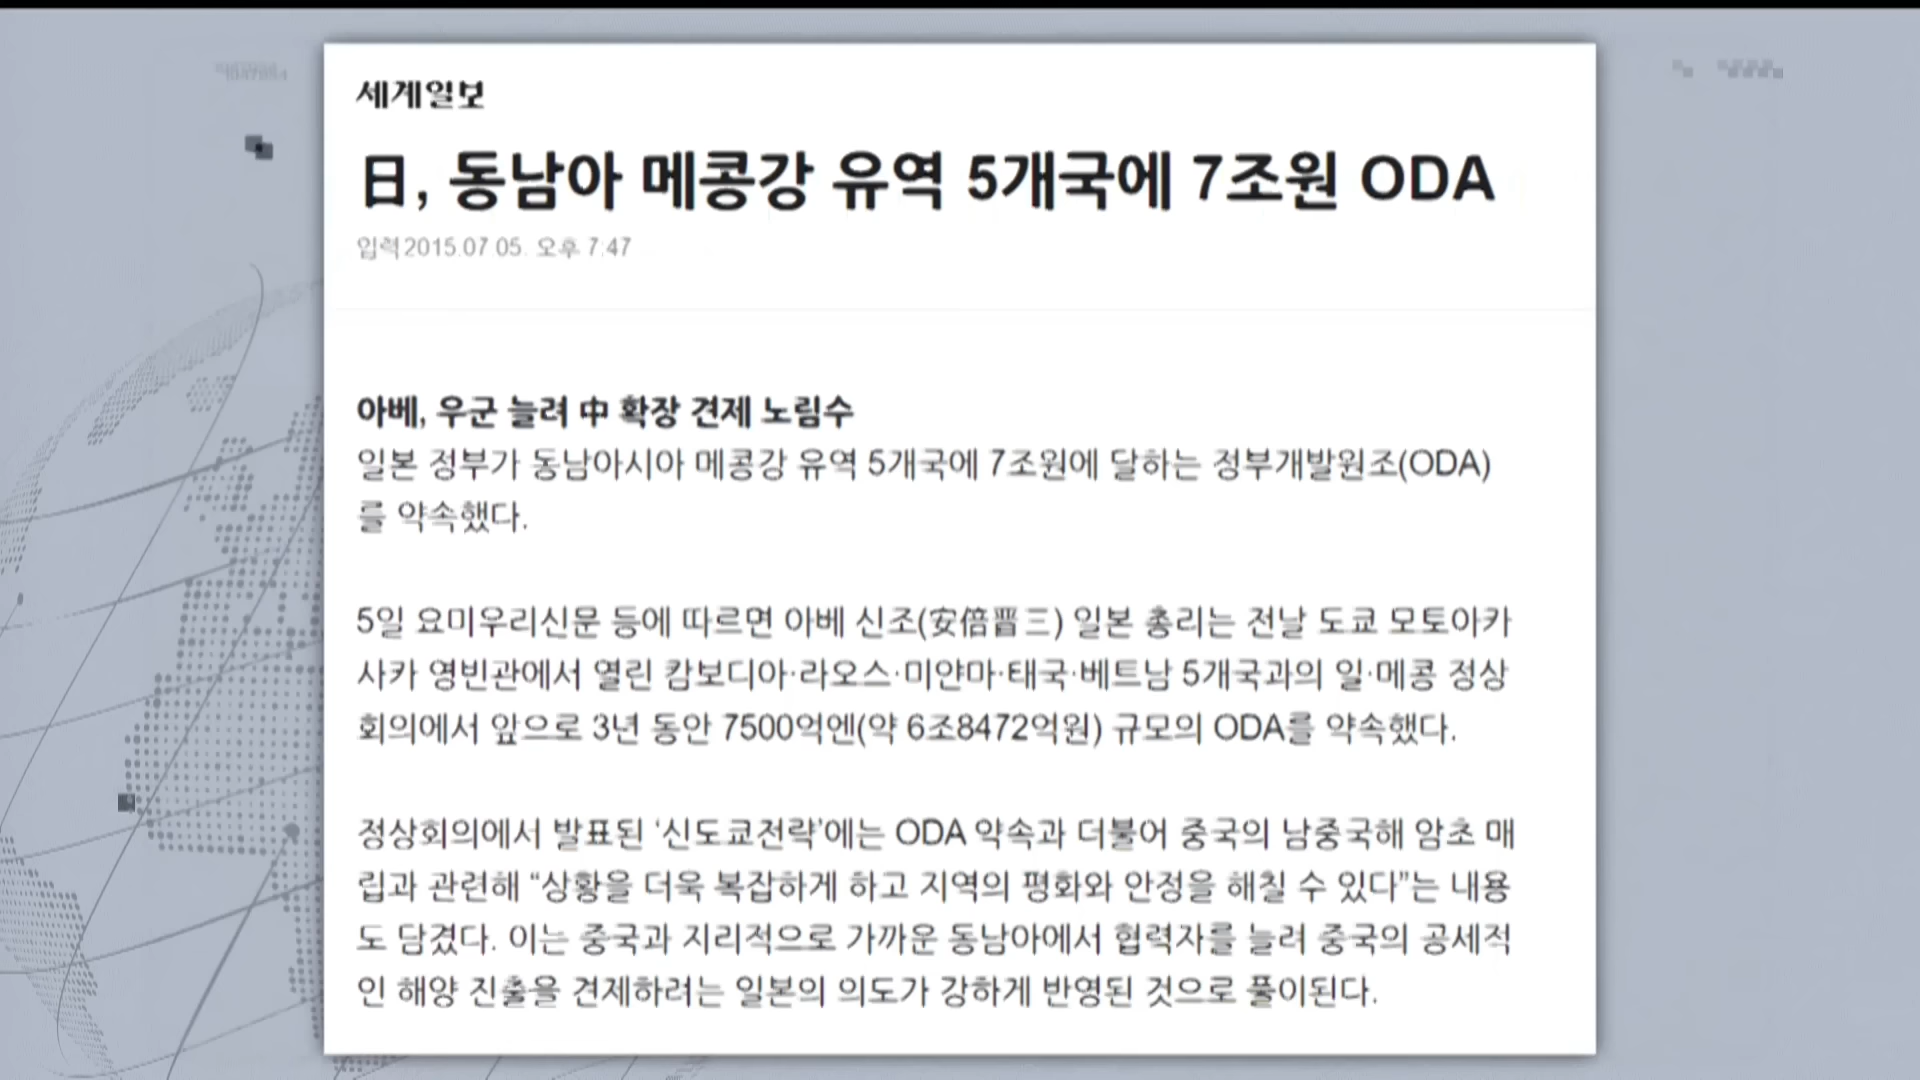 세계일보
日, 동남아 메콩강 유역 5개국에 7조원 ODA
입력2015.07 05. 오후 7:47
아베, 우군 늘려 中 확장 견제 노림수
일본 정부가 동남아시아 메콩강 유역 5개국에 7조원에 달하는 정부개발원조(ODA)
를 약속했다.
5일 요미우리신문 등에 따르면 아베 신조(安倍晋三) 일본 총리는 전날 도쿄 모토아카
사카 영빈관에서 열린 캄보디아·라오스·미얀마·태국·베트남 5개국과의 일·메콩 정상
회의에서 앞으로 3년 동안 7500억엔(약 6조8472억원) 규모의 ODA를 약속했다.
정상회의에서 발표된 ‘신도쿄전략’에는 ODA 약속과 더불어 중국의 남중국해 암초 매
립과 관련해 “상황을 더욱 복잡하게 하고 지역의 평화와 안정을 해칠 수 있다”는 내용
도 담겼다. 이는 중국과 지리적으로 가까운 동남아에서 협력자를 늘려 중국의 공세적
인 해양 진출을 견제하려는 일본의 의도가 강하게 반영된 것으로 풀이된다.